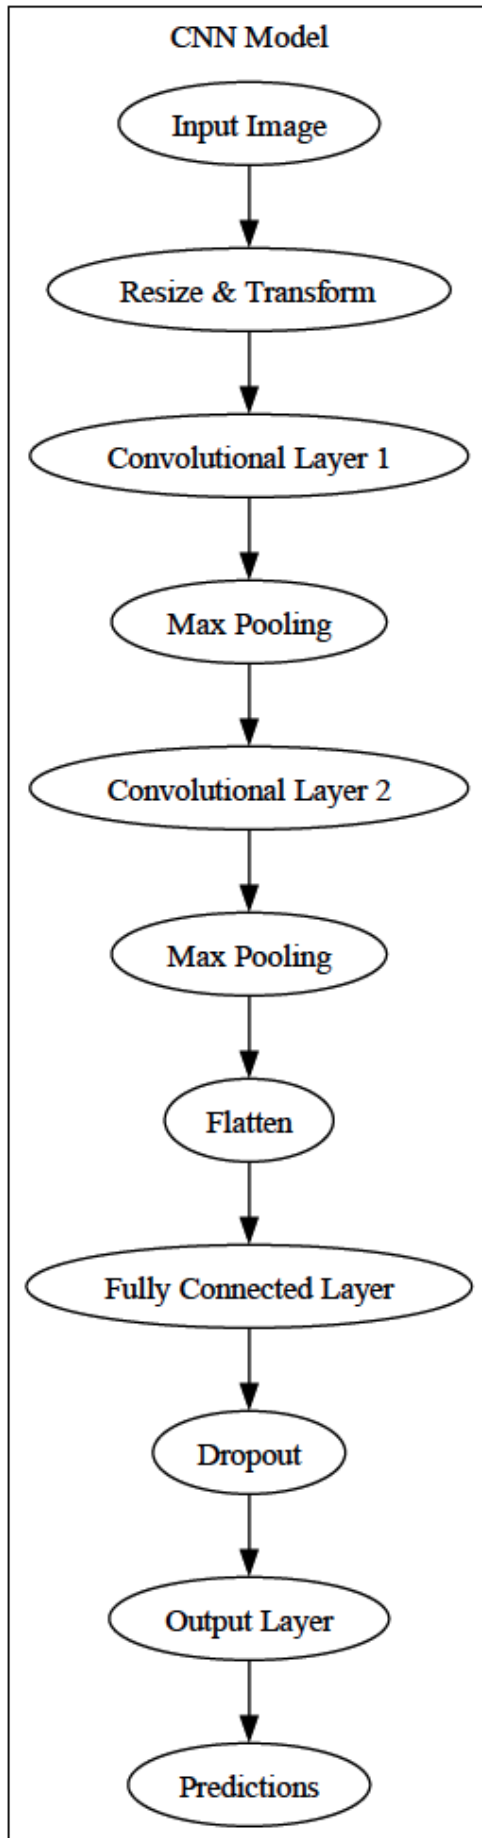 CNN Model
Input Image
Resize & Transform
Convolutional Layer 1
Max Pooling
Convolutional Layer 2
Max Pooling
Flatten
Fully Connected Layer
Dropout
Output Layer
Predictions